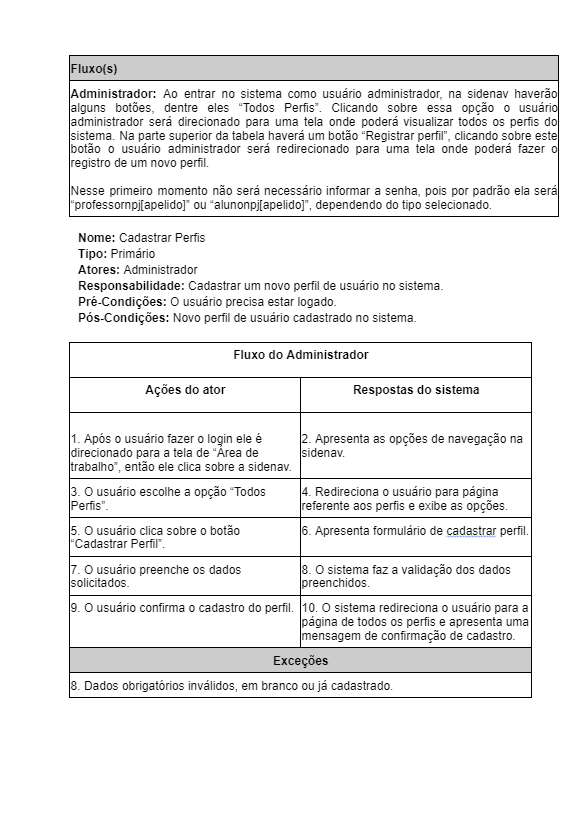 Fluxo(s)
Administrador: Ao entrar no sistema como usuário administrador, na sidenav haverão
alguns botões, dentre eles “Todos Perfis”. Clicando sobre essa opção o usuário
administrador será direcionado para uma tela onde poderá visualizar todos os perfis do
sistema. Na parte superior da tabela haverá um botão “Registrar perfil”, clicando sobre este
botão o usuário administrador será redirecionado para uma tela onde poderá fazer o
registro de um novo perfil.
Nesse primeiro momento não será necessário informar a senha, pois por padrão ela será
“professornpj[apelido]” ou “alunonpj[apelido]”, dependendo do tipo selecionado.
Nome: Cadastrar Perfis
Tipo: Primário
Atores: Administrador
Responsabilidade: Cadastrar um novo perfil de usuário no sistema.
Pré-Condições: O usuário precisa estar logado.
Pós-Condições: Novo perfil de usuário cadastrado no sistema.
Fluxo do Administrador
Ações do ator
Respostas do sistema
1. Após o usuário fazer o login ele é
direcionado para a tela de “Área de
trabalho”, então ele clica sobre a sidenav.
2. Apresenta as opções de navegação na
sidenav.
3. O usuário escolhe a opção “Todos
Perfis”.
4. Redireciona o usuário para página
referente aos perfis e exibe as opções.
5. O usuário clica sobre o botão
“Cadastrar Perfil”.
6. Apresenta formulário de cadastrar perfil.
7. O usuário preenche os dados
solicitados.
8. O sistema faz a validação dos dados
preenchidos.
9. O usuário confirma o cadastro do perfil.
10. O sistema redireciona o usuário para a
página de todos os perfis e apresenta uma
mensagem de confirmação de cadastro.
Exceções
8. Dados obrigatórios inválidos, em branco ou já cadastrado.